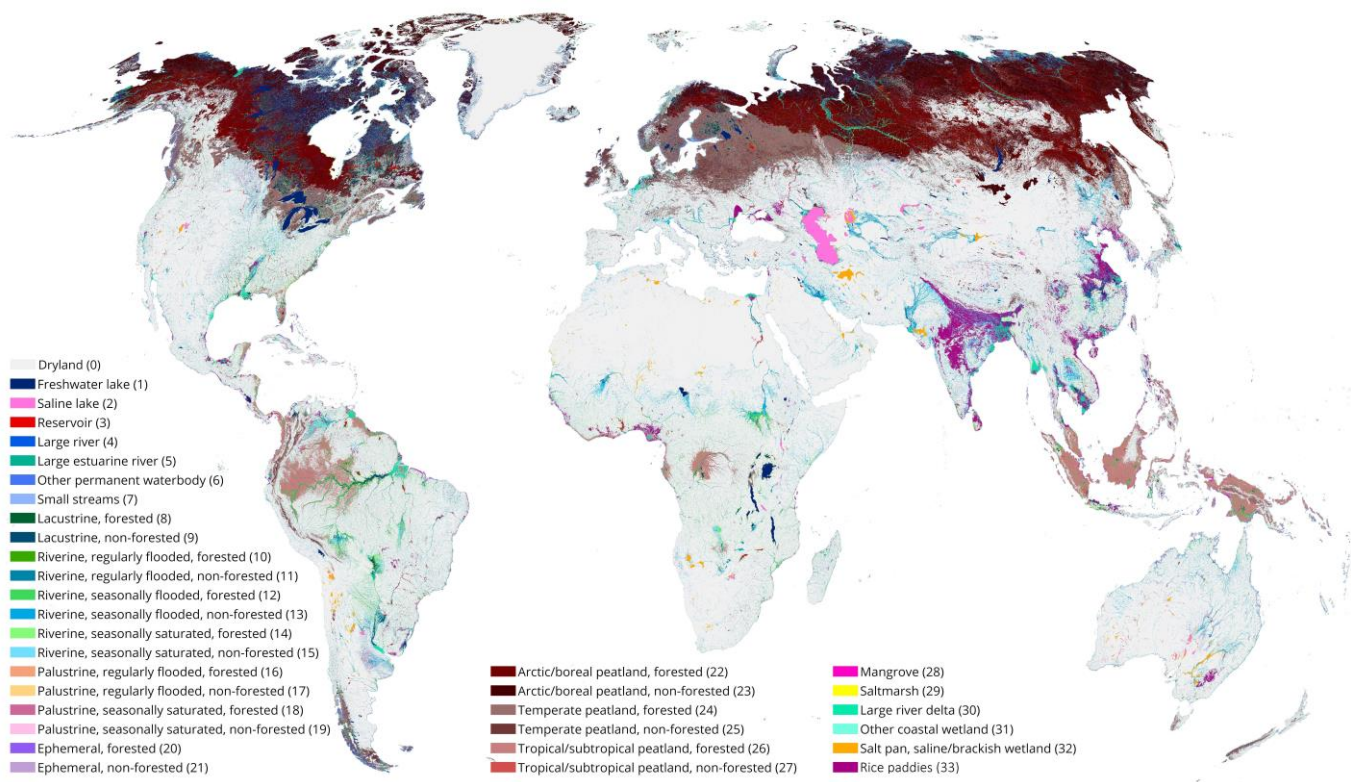 Dryland (0)
Freshwater lake (1)
Saline lake (2)
Reservoir (3)
Large river (4)
Large estuarine river (5)
Other permanent waterbody (6)
Small streams (7)
Lacustrine, forested (8)
Lacustrine, non-forested (9)
Riverine, regularly flooded, forested (10)
Riverine, regularly flooded, non-forested (11)
Riverine, seasonally flooded, forested (12)
Riverine, seasonally flooded, non-forested (13)
Riverine, seasonally saturated, forested (14)
Riverine, seasonally saturated, non-forested (15)
Palustrine, regularly flooded, forested (16)
Palustrine, regularly flooded, non-forested (17)
Palustrine, seasonally saturated, forested (18)
Palustrine, seasonally saturated, non-forested (19)
Ephemeral, forested (20)
Ephemeral, non-forested (21)
Arctic/boreal peatland, forested (22)
Arctic/boreal peatland, non-forested (23)
Temperate peatland, forested (24)
Temperate peatland, non-forested (25)
Tropical/subtropical peatland, forested (26)
Tropical/subtropical peatland, non-forested (27)
Mangrove (28)
Saltmarsh (29)
Large river delta (30)
Other coastal wetland (31)
Salt pan, saline/brackish wetland (32)
Rice paddies (33)